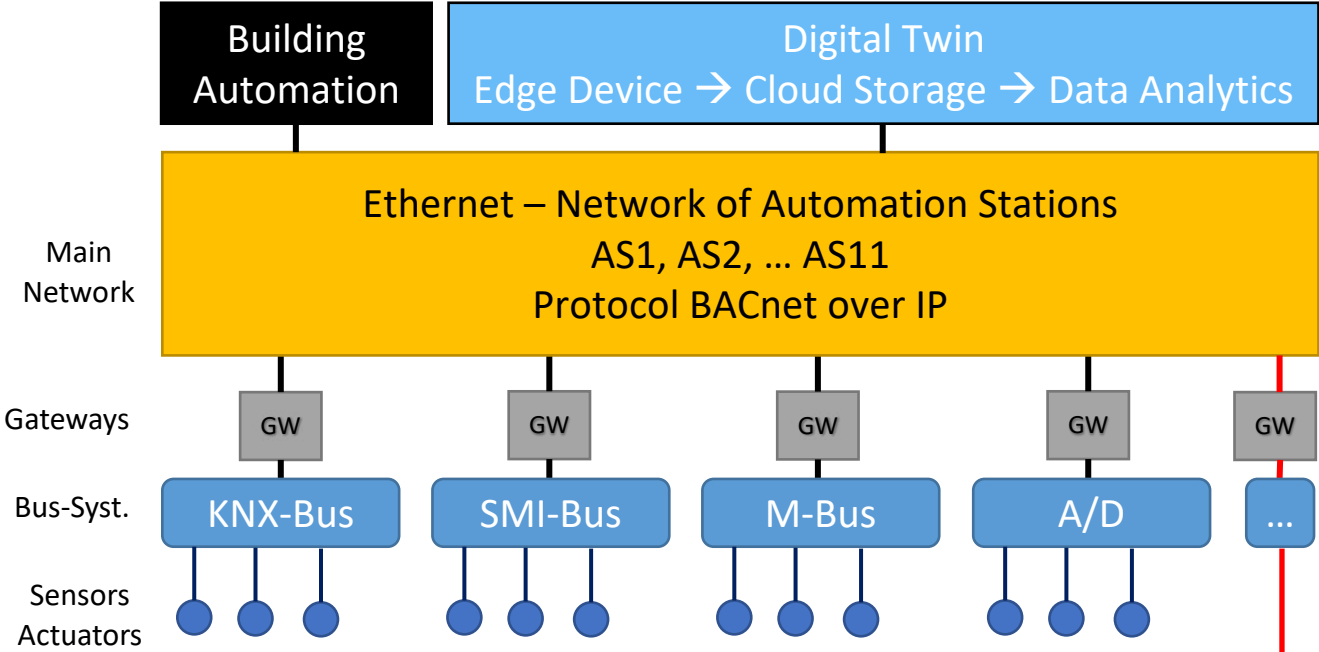 Building
Automation
Digital Twin
Edge Device → Cloud Storage → Data Analytics
Main
Network
Ethernet – Network of Automation Stations
AS1, AS2, … AS11
Protocol BACnet over IP
Gateways
GW
GW
GW
GW
GW
Bus-Syst.
KNX-Bus
SMI-Bus
M-Bus
A/D
…
Sensors
Actuators